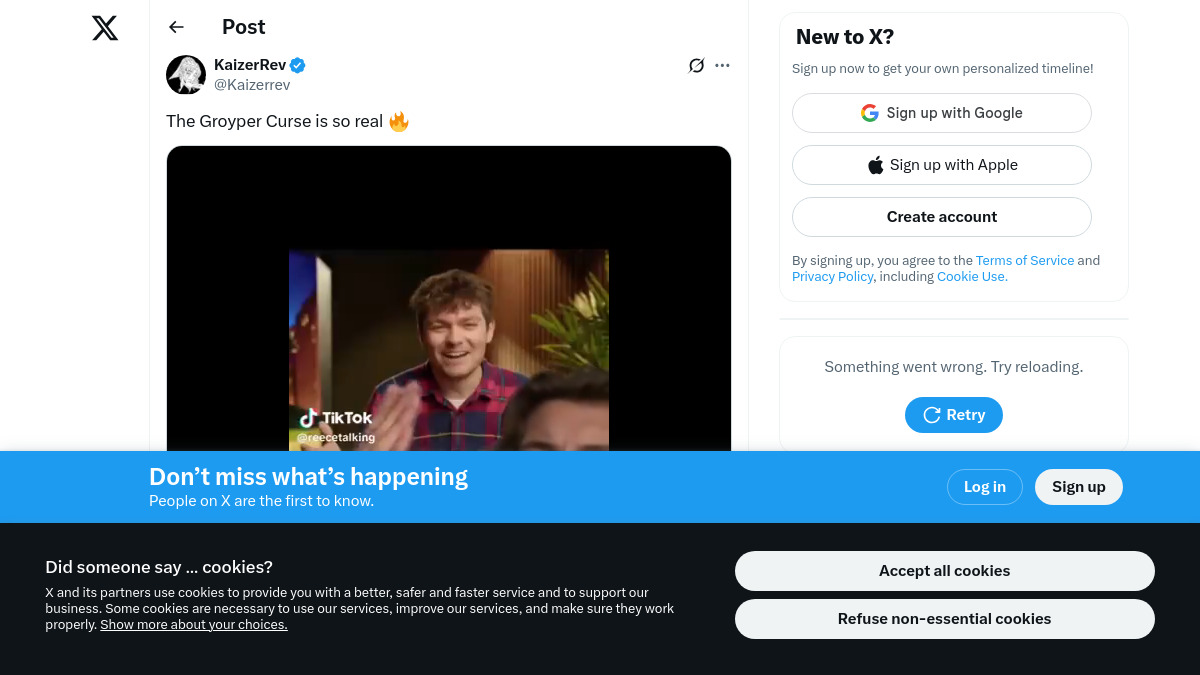 Post
KaizerRev
@Kaizerrev
The Groyper Curse is so real 🔥
TikTok
@reecetalking
New to X?
Sign up now to get your own personalized timeline!
Sign up with Google
Sign up with Apple
Create account
By signing up, you agree to the Terms of Service and
Privacy Policy, including Cookie Use.
Something went wrong. Try reloading.
Retry
Don’t miss what’s happening
People on X are the first to know.
Log in
Sign up
Did someone say … cookies?
X and its partners use cookies to provide you with a better, safer and faster service and to support our
business. Some cookies are necessary to use our services, improve our services, and make sure they work
properly. Show more about your choices.
Accept all cookies
Refuse non-essential cookies